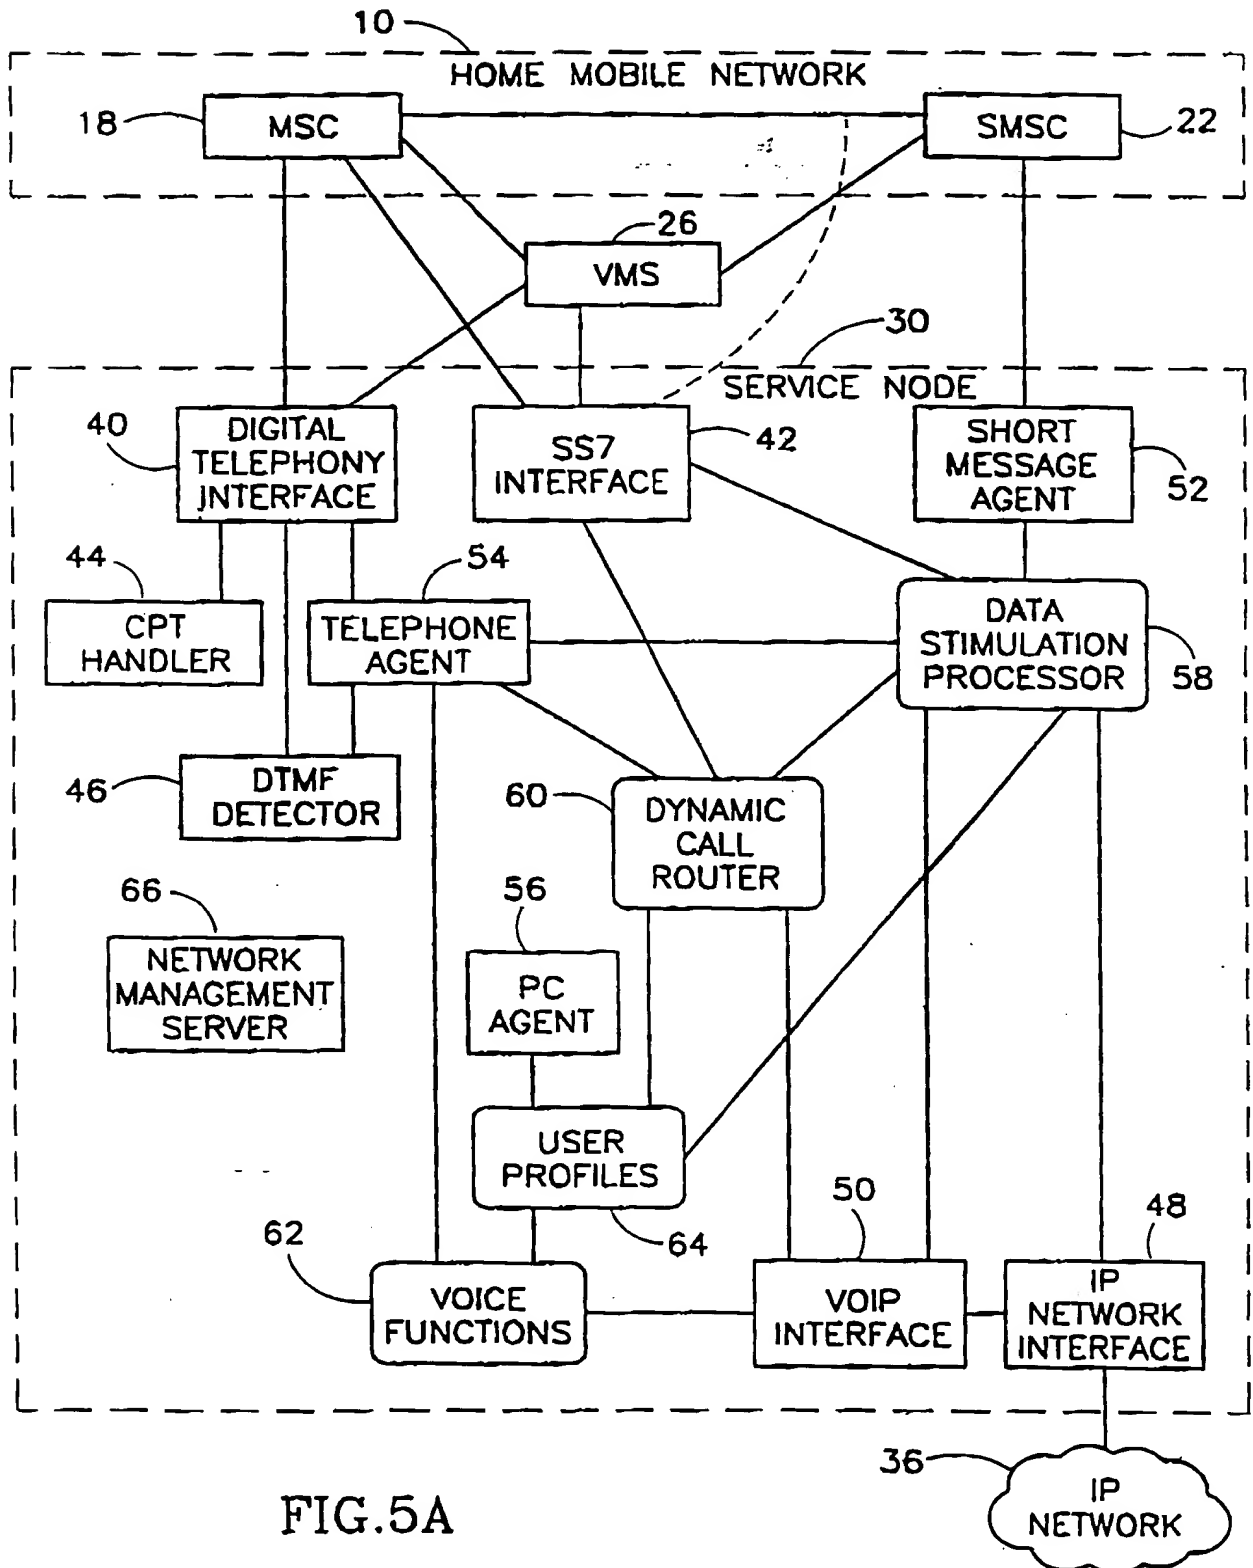 10
HOME MOBILE NETWORK
18
MSC
SMSC
22
26
VMS
30
SERVICE NODE
40
DIGITAL
TELEPHONY
INTERFACE
SS7
INTERFACE
42
SHORT
MESSAGE
AGENT
52
44
CPT
HANDLER
54
TELEPHONE
AGENT
DATA
STIMULATION
PROCESSOR
58
46
DTMF
DETECTOR
60
DYNAMIC
CALL
ROUTER
66
NETWORK
MANAGEMENT
SERVER
56
PC
AGENT
USER
PROFILES
64
62
VOICE
FUNCTIONS
50
VOIP
INTERFACE
48
IP
NETWORK
INTERFACE
36
IP
NETWORK
FIG.5A